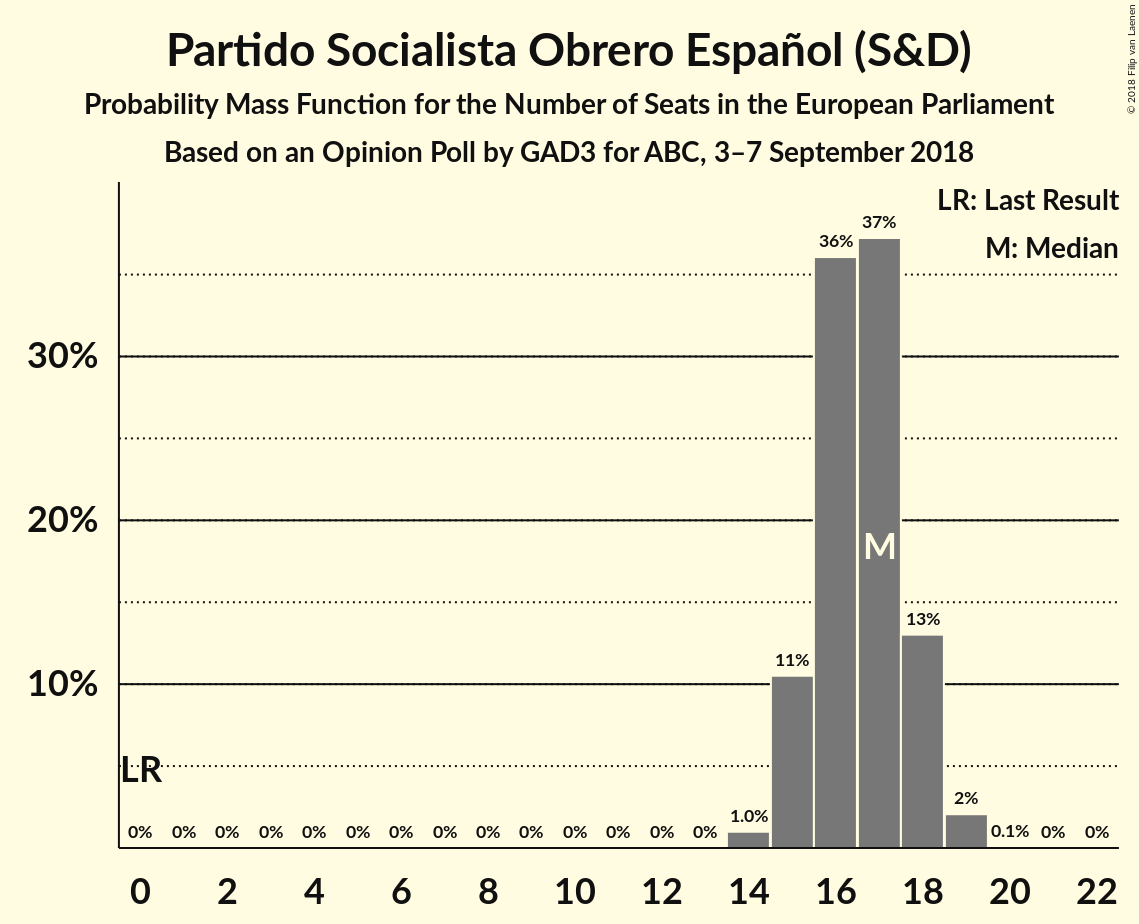 Partido Socialista Obrero Español (S&D)
Probability Mass Function for the Number of Seats in the European Parliament
Based on an Opinion Poll by GAD3 for ABC, 3–7 September 2018
© 2018 Filip van Laenen
LR: Last Result
M: Median
37%
36%
30%
20%
M
13%
11%
10%
LR
2%
1.0%
0% 0% 0% 0% 0% 0% 0% 0% 0% 0% 0% 0% 0% 0% 0.1% 0% 0%
0 2 4 6 8 10 12 14 16 18 20 22